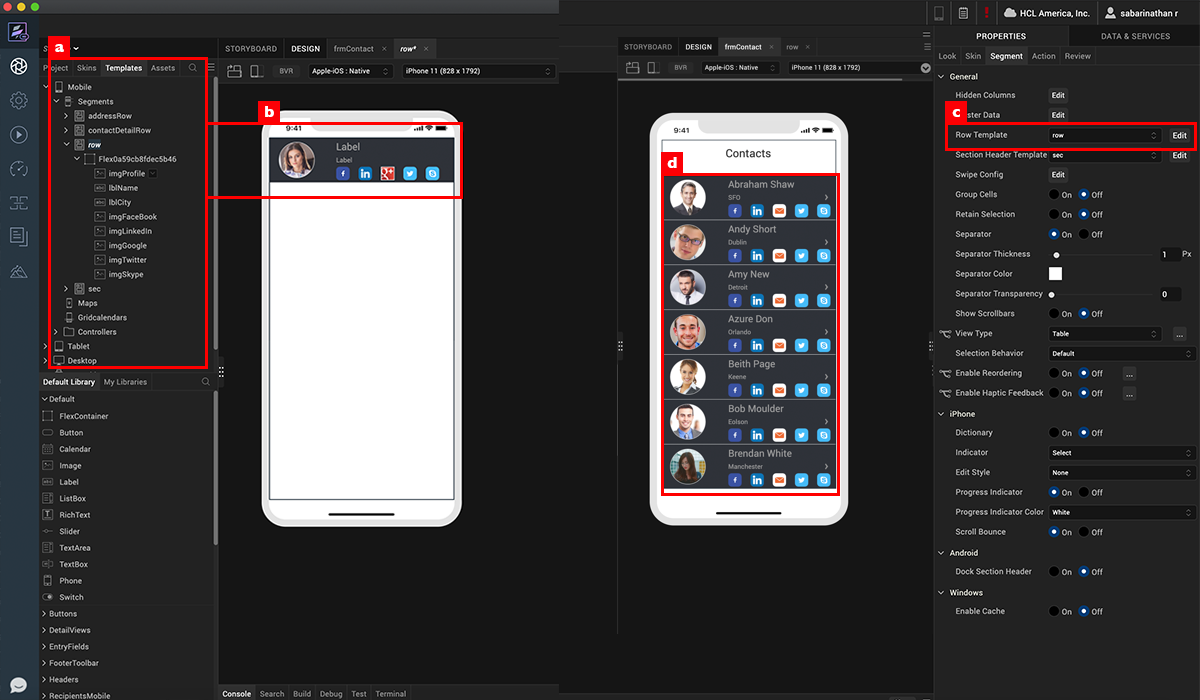 HCL America, Inc.
sabarinathan r
a
Project Skins Templates Assets
Mobile
Segments
addressRow
contactDetailRow
row
Flex0a59cb8fdec5b46
imgProfile
lblName
lblCity
imgFaceBook
imgLinkedIn
imgGoogle
imgTwitter
imgSkype
sec
Maps
Gridcalendars
Controllers
Tablet
Desktop
Default Library My Libraries
Default
FlexContainer
Button
Calendar
Image
Label
ListBox
RichText
Slider
TextArea
TextBox
Phone
Switch
Buttons
DetailViews
EntryFields
FooterToolbar
Headers
RecipientsMobile
STORYBOARD DESIGN frmContact × row* ×
BVR Apple-iOS : Native iPhone 11 (828 x 1792)
b
9:41
Label
Label
Console Search Build Debug Test Terminal
STORYBOARD DESIGN frmContact × row ×
BVR Apple-iOS : Native iPhone 11 (828 x 1792)
9:41
Contacts
d
Abraham Shaw
SFO
Andy Short
Dublin
Amy New
Detroit
Azure Don
Orlando
Beith Page
Keene
Bob Moulder
Eolson
Brendan White
Manchester
PROPERTIES DATA & SERVICES
Look Skin Segment Action Review
General
Hidden Columns Edit
ster Data Edit
c
Row Template row Edit
Section Header Template sec Edit
Swipe Config Edit
Group Cells On Off
Retain Selection On Off
Separator On Off
Separator Thickness 1 Px
Separator Color
Separator Transparency 0
Show Scrollbars On Off
View Type Table ...
Selection Behavior Default
Enable Reordering On Off ...
Enable Haptic Feedback On Off ...
iPhone
Dictionary On Off
Indicator Select
Edit Style None
Progress Indicator On Off
Progress Indicator Color White
Scroll Bounce On Off
Android
Dock Section Header On Off
Windows
Enable Cache On Off